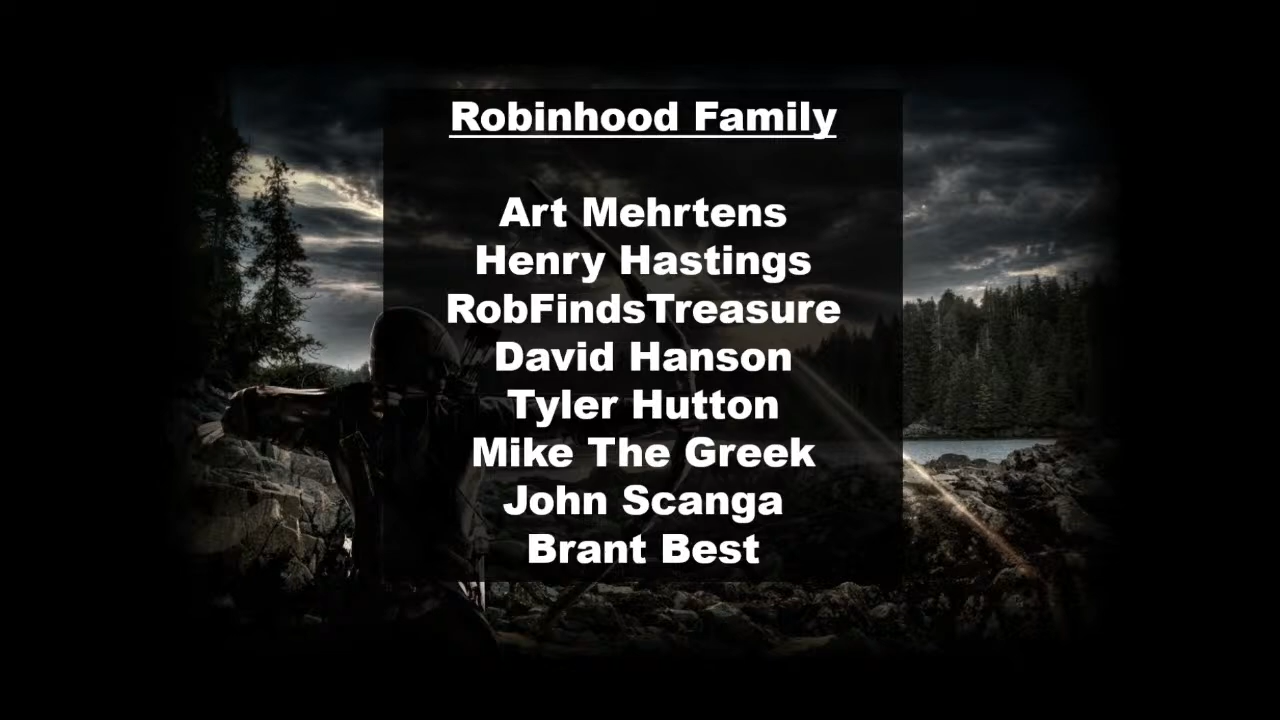 Robinhood Family
Art Mehrtens
Henry Hastings
RobFindsTreasure
David Hanson
Tyler Hutton
Mike The Greek
John Scanga
Brant Best